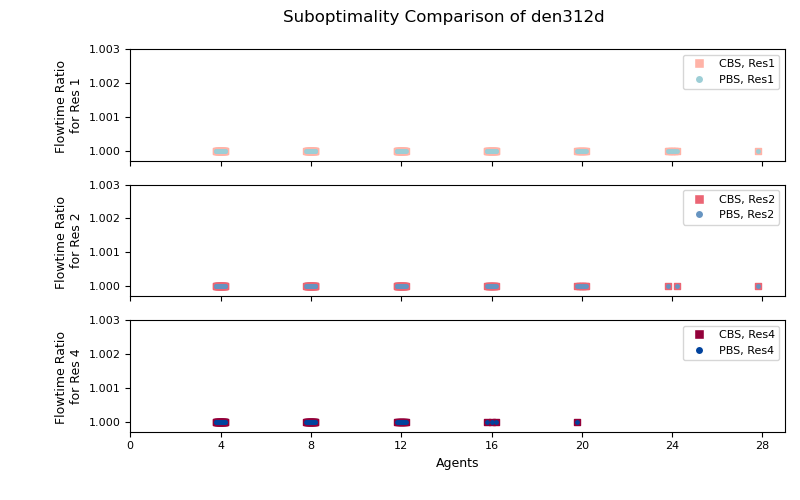 Suboptimality Comparison of den312d
Flowtime Ratio
for Res 1
1.003
1.002
1.001
1.000
CBS, Res1
PBS, Res1
Flowtime Ratio
for Res 2
1.003
1.002
1.001
1.000
CBS, Res2
PBS, Res2
Flowtime Ratio
for Res 4
1.003
1.002
1.001
1.000
CBS, Res4
PBS, Res4
0 4 8 12 16 20 24 28
Agents